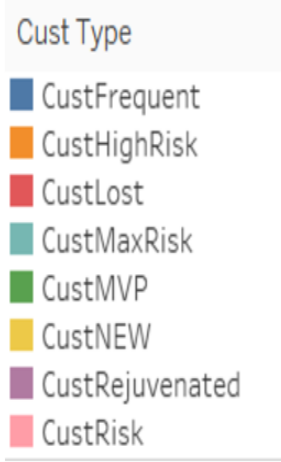 Cust Type
CustFrequent
CustHighRisk
CustLost
CustMaxRisk
CustMVP
CustNEW
CustRejuvenated
CustRisk